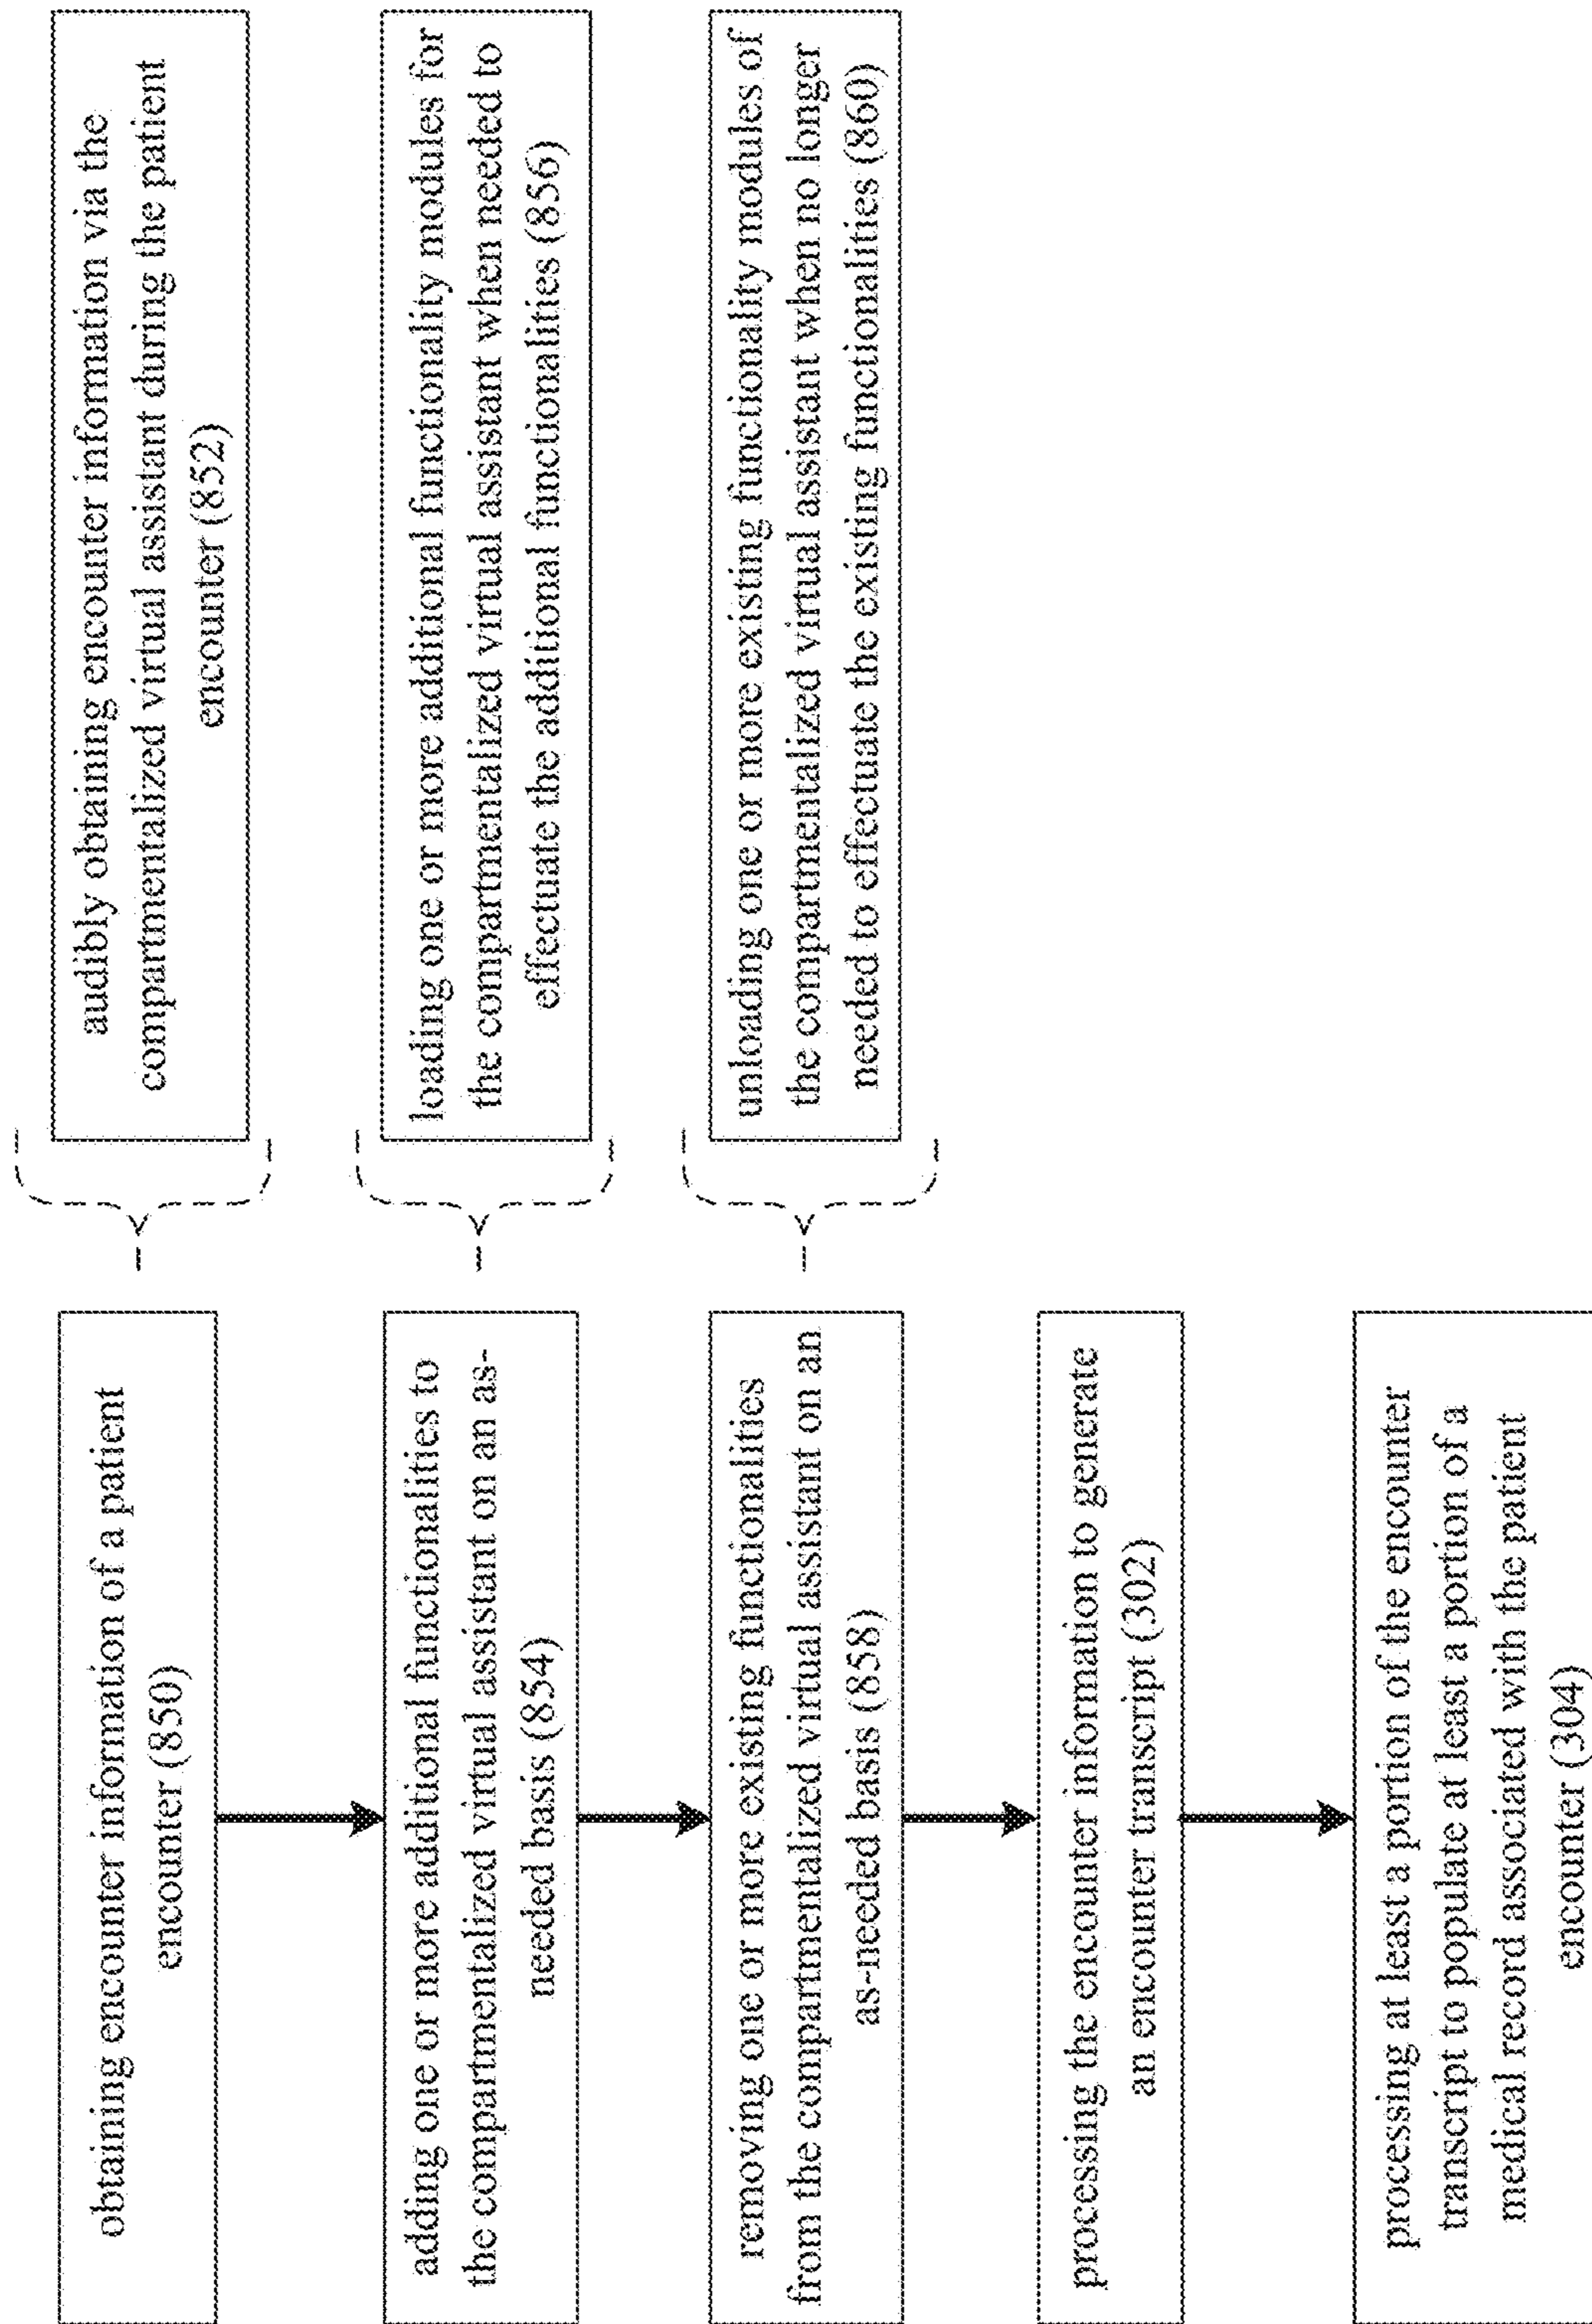 obtaining encounter information of a patient
encounter (850)
audibly obtaining encounter information via the
compartmentalized virtual assistant during the patient
encounter (852)
adding one or more additional functionalities to
the compartmentalized virtual assistant on an as-
needed basis (854)
loading one or more additional functionality modules for
the compartmentalized virtual assistant when needed to
effectuate the additional functionalities (856)
removing one or more existing functionalities
from the compartmentalized virtual assistant on an
as-needed basis (858)
unloading one or more existing functionality modules of
the compartmentalized virtual assistant when no longer
needed to effectuate the existing functionalities (860)
processing the encounter information to generate
an encounter transcript (302)
processing at least a portion of the encounter
transcript to populate at least a portion of a
medical record associated with the patient
encounter (304)